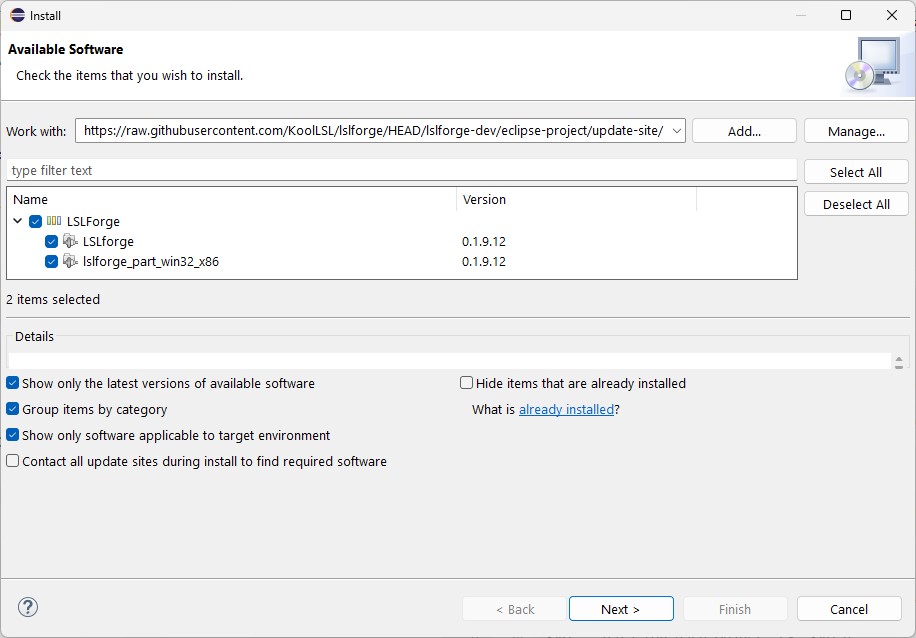 Install
Available Software
Check the items that you wish to install.
Work with: https://raw.githubusercontent.com/KoolLSL/lslforge/HEAD/lslforge-dev/eclipse-project/update-site/ Add... Manage...
type filter text Select All
Name Version Deselect All
LSLForge
LSLforge 0.1.9.12
lslforge_part_win32_x86 0.1.9.12
2 items selected
Details
Show only the latest versions of available software Hide items that are already installed
Group items by category What is already installed?
Show only software applicable to target environment
Contact all update sites during install to find required software
? < Back Next > Finish Cancel